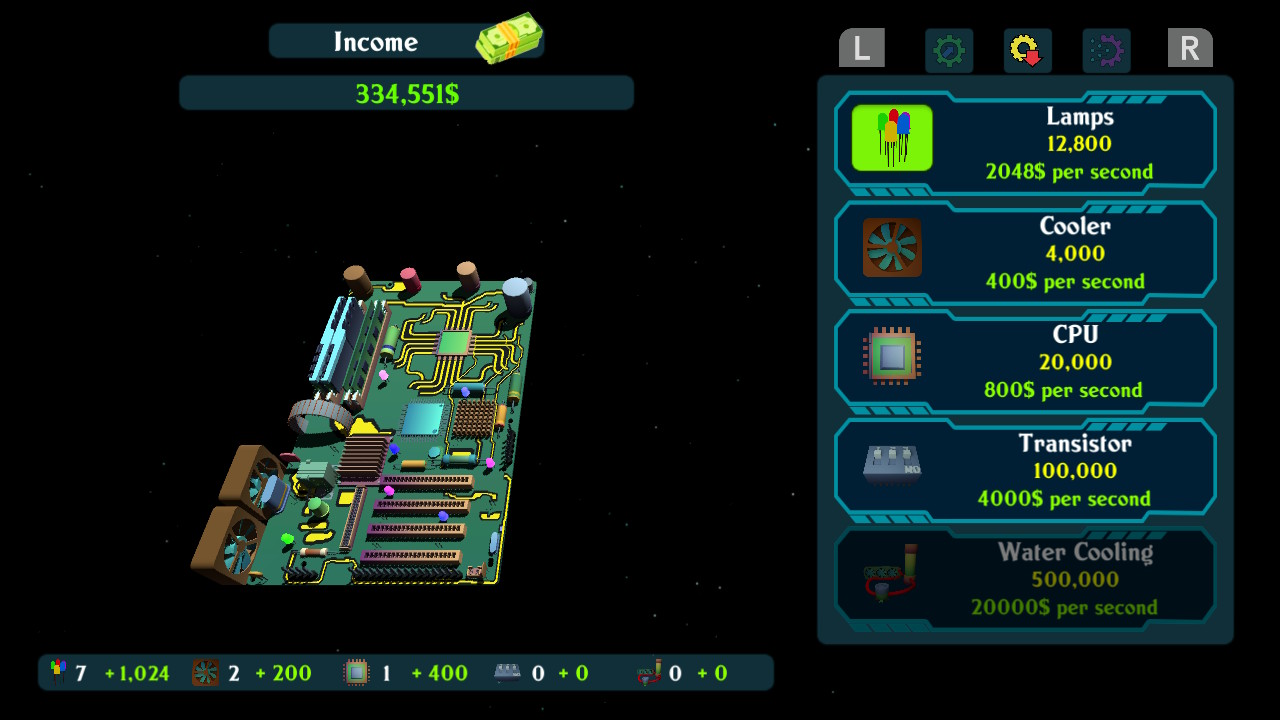 Income
334,551$
L
R
Lamps
12,800
2048$ per second
Cooler
4,000
400$ per second
CPU
20,000
800$ per second
Transistor
100,000
4000$ per second
Water Cooling
500,000
20000$ per second
7 +1,024 2 + 200 1 + 400 0 + 0 0 + 0